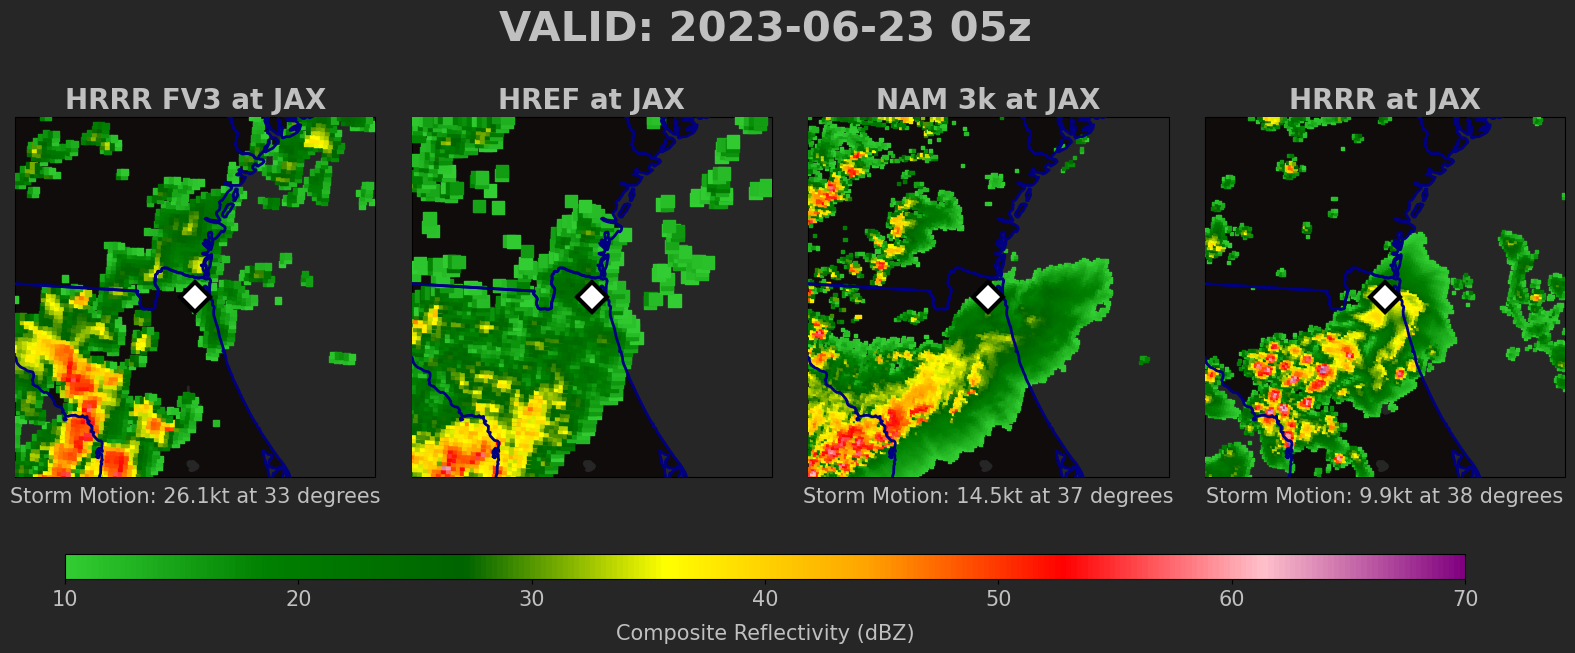 VALID: 2023-06-23 05z
HRRR FV3 at JAX
HREF at JAX
NAM 3k at JAX
HRRR at JAX
Storm Motion: 26.1kt at 33 degrees
Storm Motion: 14.5kt at 37 degrees
Storm Motion: 9.9kt at 38 degrees
10 20 30 40 50 60 70
Composite Reflectivity (dBZ)